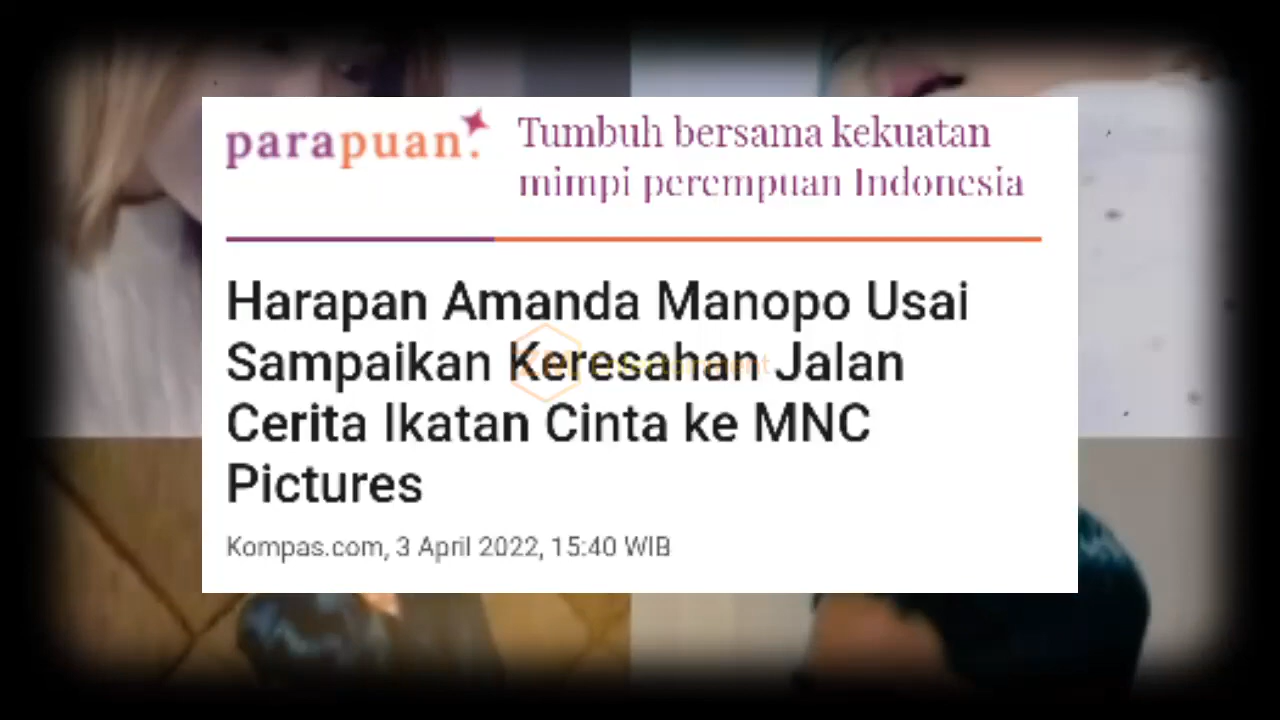 parapuan.
Tumbuh bersama kekuatan
mimpi perempuan Indonesia
Harapan Amanda Manopo Usai
Sampaikan Keresahan Jalan
Cerita Ikatan Cinta ke MNC
Pictures
Kompas.com, 3 April 2022, 15:40 WIB